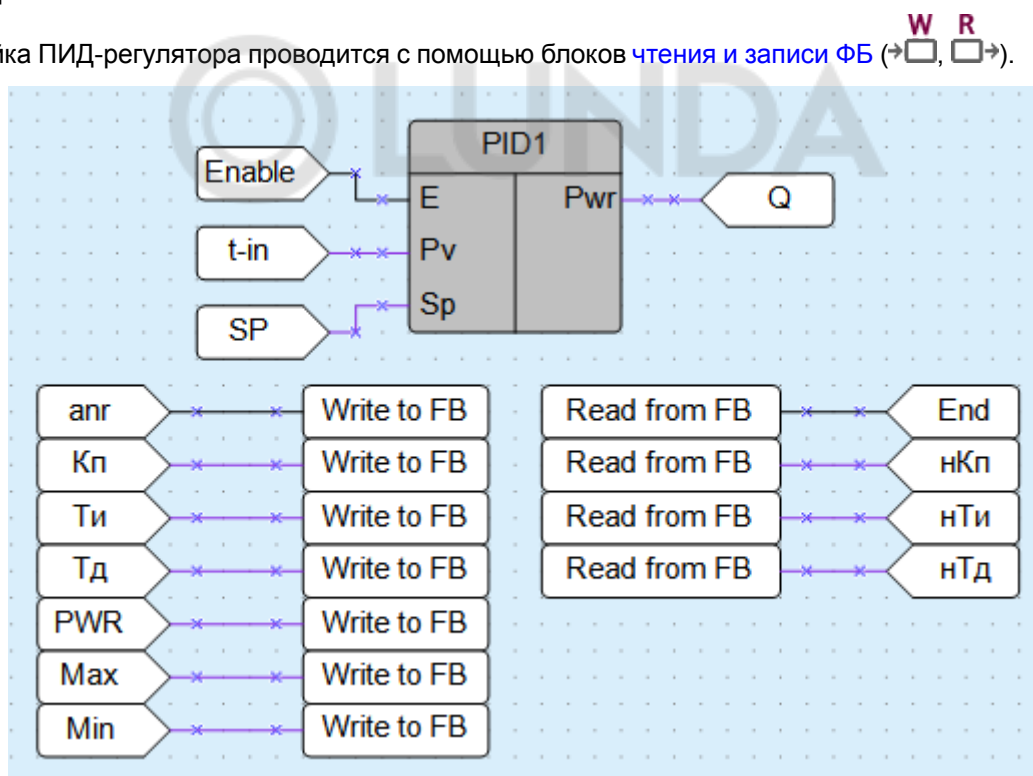 W R
йка ПИД-регулятора проводится с помощью блоков чтения и записи ФБ (→, →).
LUNDA
PID1
Enable
E
Pwr
Q
t-in
Pv
SP
Sp
anr Write to FB Read from FB End
Кп Write to FB Read from FB нКп
Ти Write to FB Read from FB нТи
Тд Write to FB Read from FB нТд
PWR Write to FB
Max Write to FB
Min Write to FB